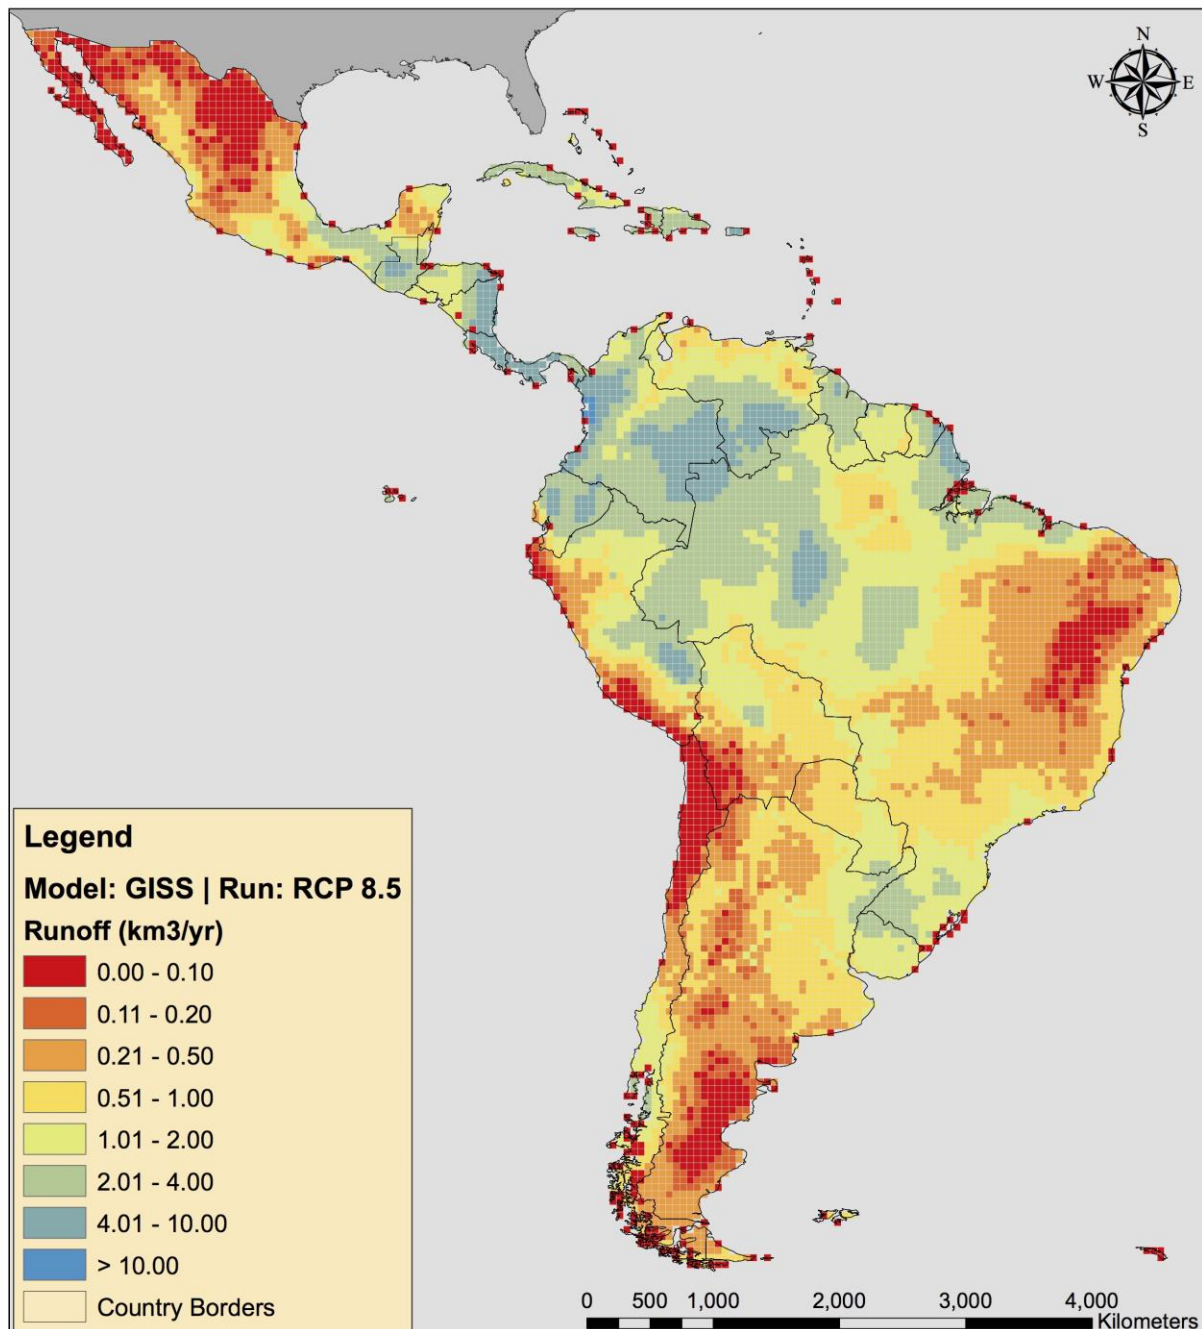 N
W E
S
Legend
Model: GISS | Run: RCP 8.5
Runoff (km3/yr)
0.00 - 0.10
0.11 - 0.20
0.21 - 0.50
0.51 - 1.00
1.01 - 2.00
2.01 - 4.00
4.01 - 10.00
> 10.00
Country Borders
0 500 1,000 2,000 3,000 4,000
Kilometers